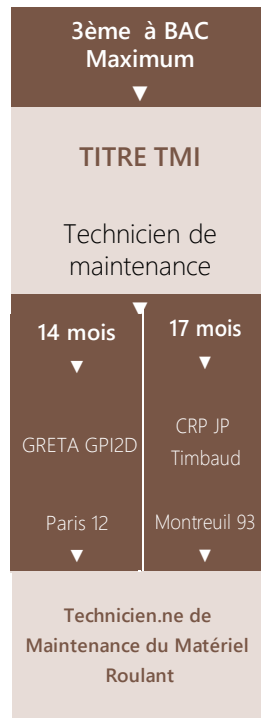 3ème à BAC
Maximum
▼
TITRE TMI
Technicien de
maintenance
▼
14 mois
▼
GRETA GPI2D
Paris 12
▼
17 mois
▼
CRP JP
Timbaud
Montreuil 93
▼
Technicien.ne de
Maintenance du Matériel
Roulant